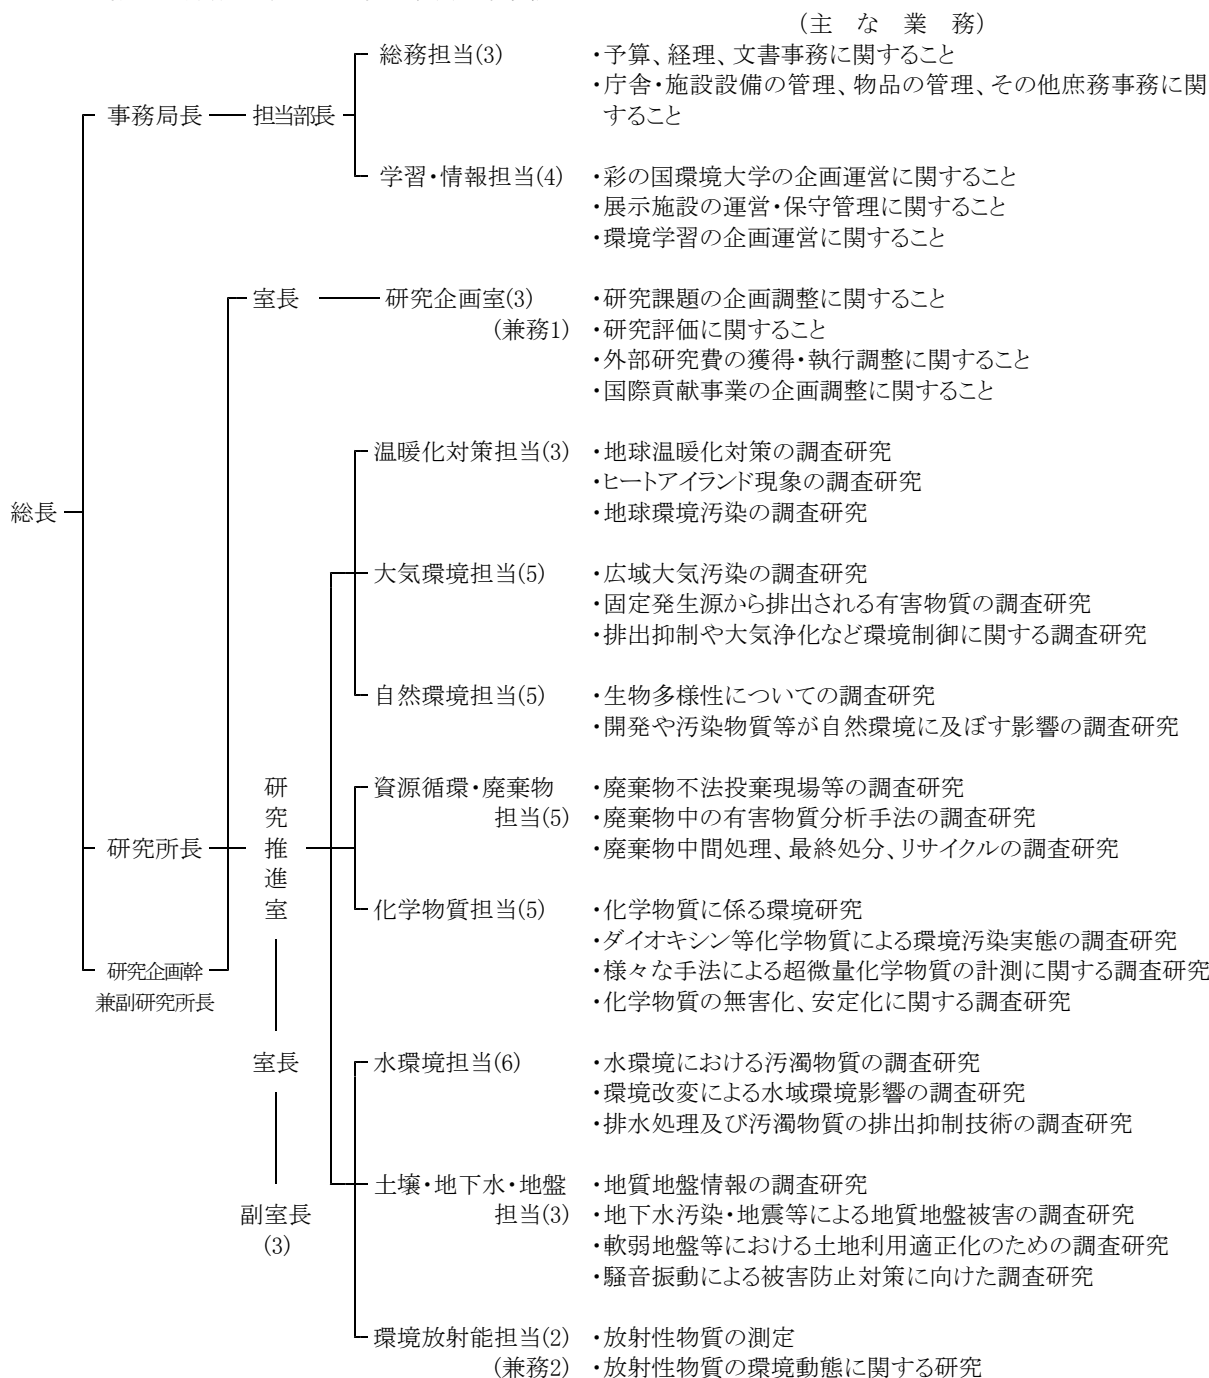 (主 な 業 務)
総務担当(3)
・予算、経理、文書事務に関すること
・庁舎・施設設備の管理、物品の管理、その他庶務事務に関
すること
事務局長
担当部長
学習・情報担当(4)
・彩の国環境大学の企画運営に関すること
・展示施設の運営・保守管理に関すること
・環境学習の企画運営に関すること
室長
研究企画室(3)
(兼務1)
・研究課題の企画調整に関すること
・研究評価に関すること
・外部研究費の獲得・執行調整に関すること
・国際貢献事業の企画調整に関すること
総長
温暖化対策担当(3)
・地球温暖化対策の調査研究
・ヒートアイランド現象の調査研究
・地球環境汚染の調査研究
大気環境担当(5)
・広域大気汚染の調査研究
・固定発生源から排出される有害物質の調査研究
・排出抑制や大気浄化など環境制御に関する調査研究
自然環境担当(5)
・生物多様性についての調査研究
・開発や汚染物質等が自然環境に及ぼす影響の調査研究
研究所長
研究推進室
資源循環・廃棄物
担当(5)
・廃棄物不法投棄現場等の調査研究
・廃棄物中の有害物質分析手法の調査研究
・廃棄物中間処理、最終処分、リサイクルの調査研究
研究企画幹
兼副研究所長
化学物質担当(5)
・化学物質に係る環境研究
・ダイオキシン等化学物質による環境汚染実態の調査研究
・様々な手法による超微量化学物質の計測に関する調査研究
・化学物質の無害化、安定化に関する調査研究
室長
水環境担当(6)
・水環境における汚濁物質の調査研究
・環境改変による水域環境影響の調査研究
・排水処理及び汚濁物質の排出抑制技術の調査研究
副室長
(3)
土壌・地下水・地盤
担当(3)
・地質地盤情報の調査研究
・地下水汚染・地震等による地質地盤被害の調査研究
・軟弱地盤等における土地利用適正化のための調査研究
・騒音振動による被害防止対策に向けた調査研究
環境放射能担当(2)
(兼務2)
・放射性物質の測定
・放射性物質の環境動態に関する研究